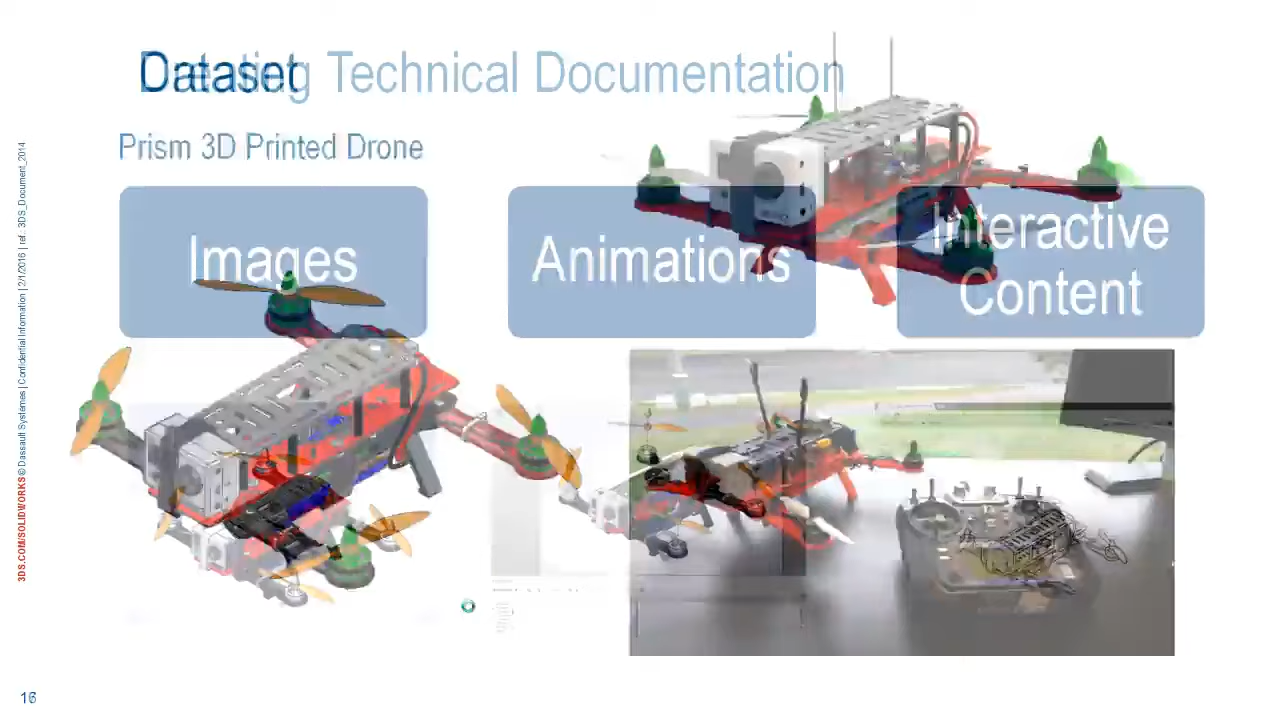 Dataset
Creating Technical Documentation
Prism 3D Printed Drone
Images
Animations
Interactive
Content
3DS.COM/SOLIDWORKS © Dassault Systèmes | Confidential Information | 2/1/2016 | ref.: 3DS_Document_2014